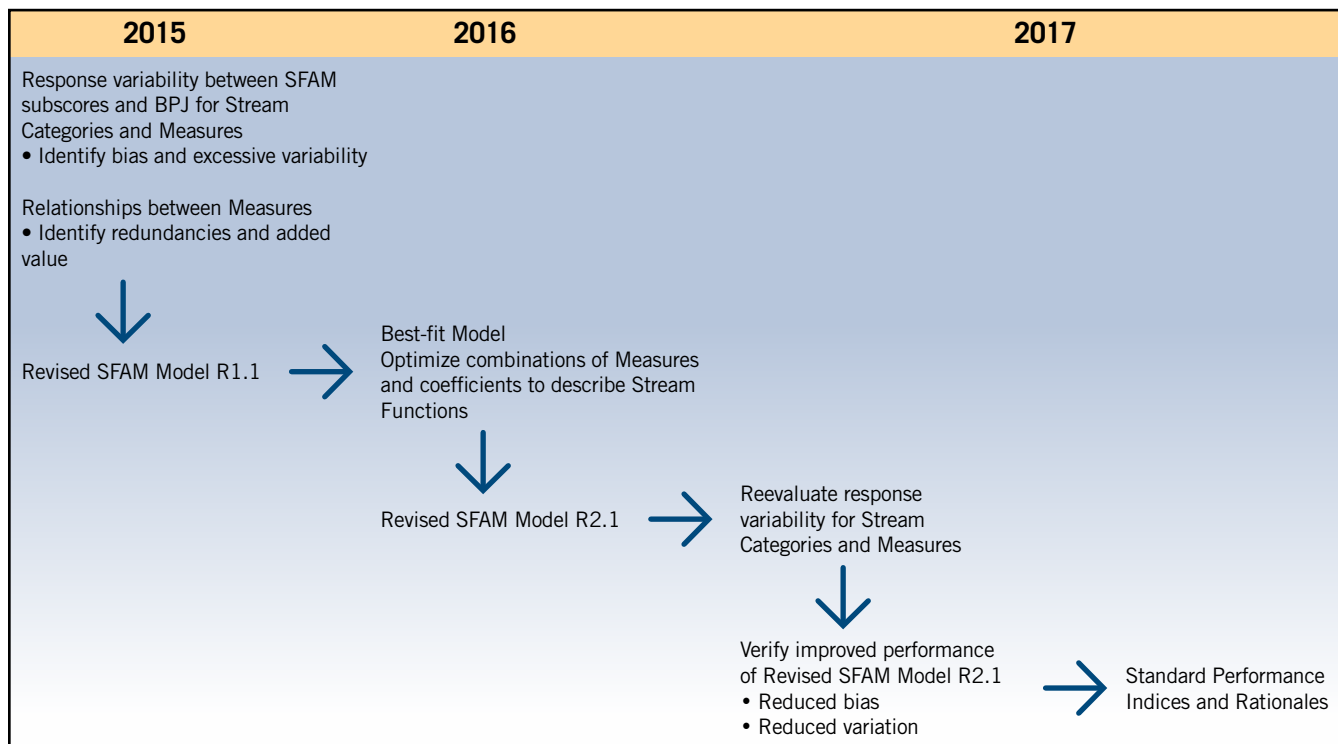 2015
2016
2017
Response variability between SFAM
subscores and BPJ for Stream
Categories and Measures
• Identify bias and excessive variability
Relationships between Measures
• Identify redundancies and added
value
Revised SFAM Model R1.1
Best-fit Model
Optimize combinations of Measures
and coefficients to describe Stream
Functions
Revised SFAM Model R2.1
Reevaluate response
variability for Stream
Categories and Measures
Verify improved performance
of Revised SFAM Model R2.1
• Reduced bias
• Reduced variation
Standard Performance
Indices and Rationales